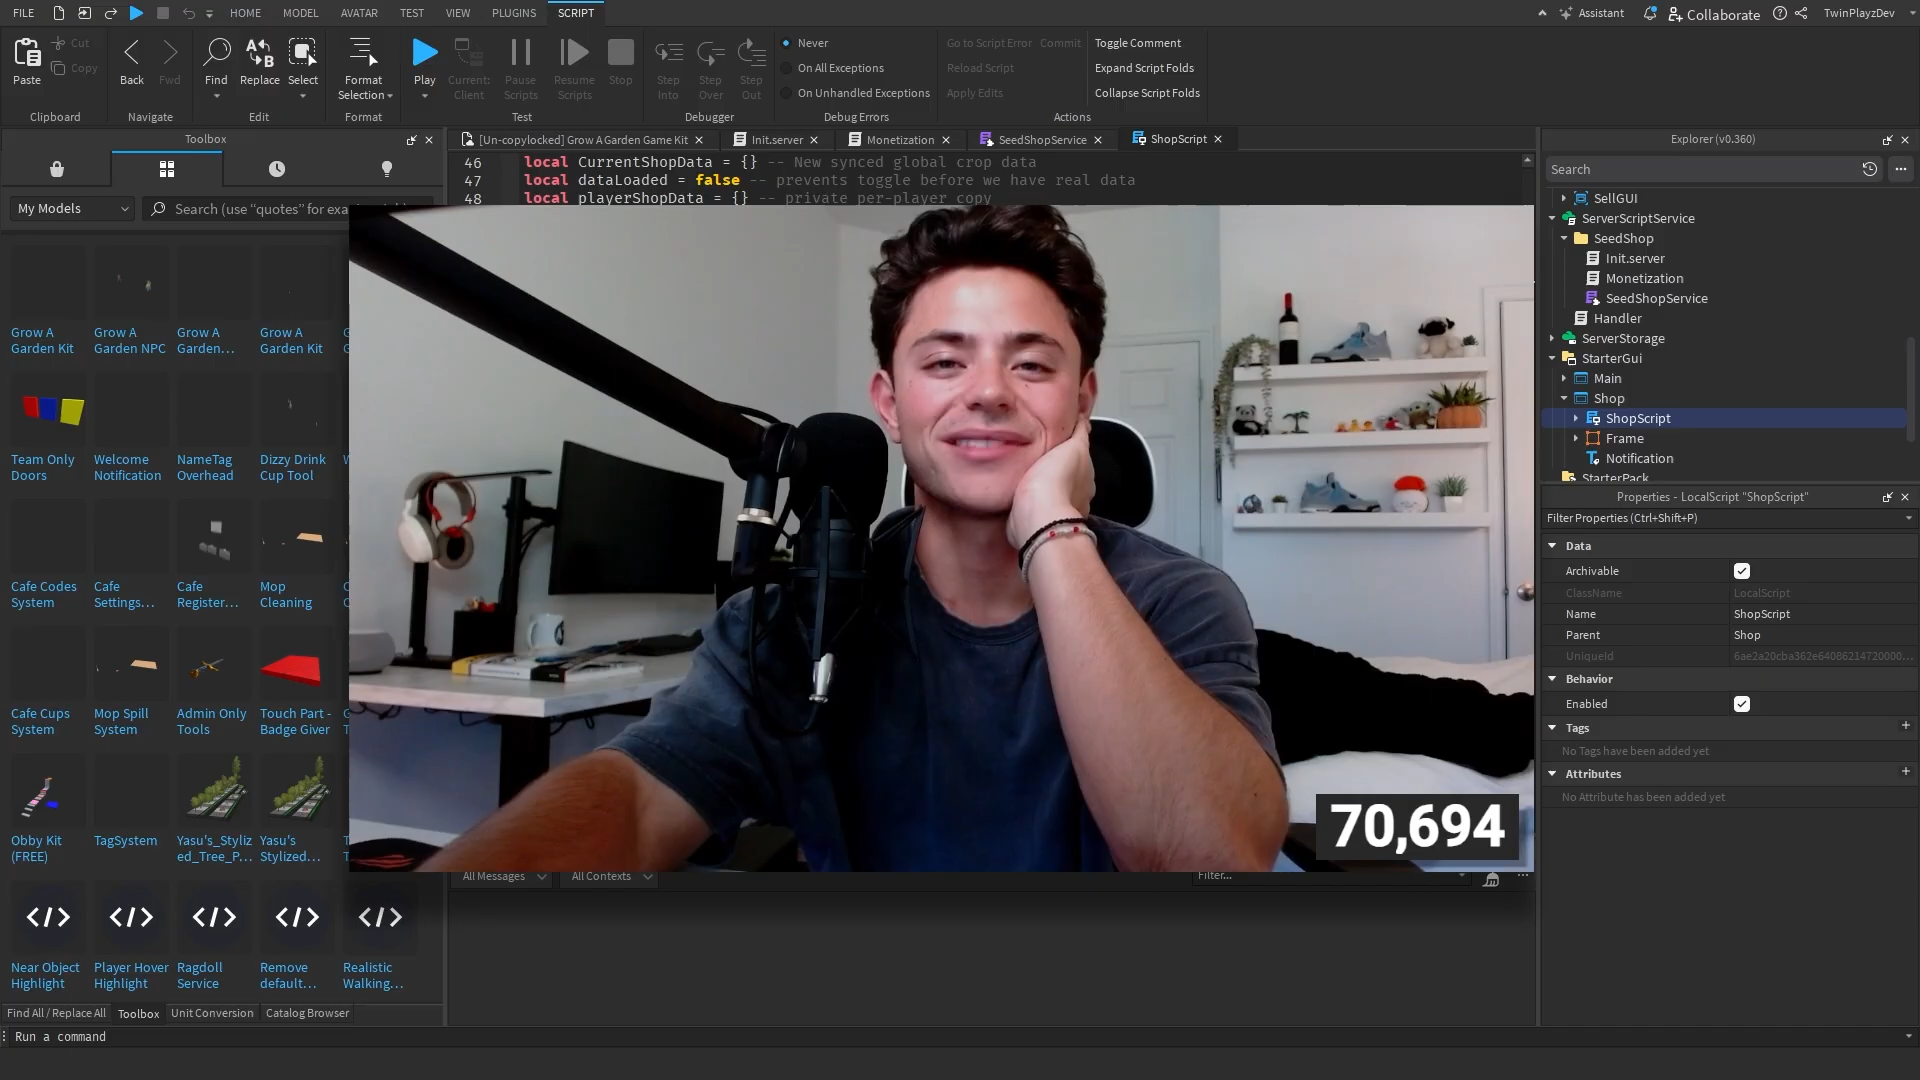 FILE HOME MODEL AVATAR TEST VIEW PLUGINS SCRIPT Assistant Collaborate TwinPlayzDev
Paste Cut Copy
Clipboard
Back Fwd
Navigate
Find Replace Select
Edit
Format Selection
Format
Play Current: Client Pause Scripts Resume Scripts Stop
Test
Step Into Step Over Step Out
Debugger
Never
On All Exceptions
On Unhandled Exceptions
Debug Errors
Go to Script Error Commit
Reload Script
Apply Edits
Toggle Comment
Expand Script Folds
Collapse Script Folds
Actions
Toolbox
My Models Search (use “quotes” for exa
Grow A Garden Kit
Grow A Garden NPC
Grow A Garden...
Grow A Garden Kit
Team Only Doors
Welcome Notification
NameTag Overhead
Dizzy Drink Cup Tool
Cafe Codes System
Cafe Settings...
Cafe Register...
Mop Cleaning
Cafe Cups System
Mop Spill System
Admin Only Tools
Touch Part - Badge Giver
Obby Kit (FREE)
TagSystem
Yasu's_Stylized_Tree_P...
Yasu's Stylized...
Near Object Highlight
Player Hover Highlight
Ragdoll Service
Remove default...
Realistic Walking...
Find All / Replace All Toolbox Unit Conversion Catalog Browser
Run a command
[Un-copylocked] Grow A Garden Game Kit Init.server Monetization SeedShopService ShopScript
46 local CurrentShopData = {} -- New synced global crop data
47 local dataLoaded = false -- prevents toggle before we have real data
48 local playerShopData = {} -- private per-player copy
70,694
All Messages All Contexts Filter...
Explorer (v0.360)
Search
SellGUI
ServerScriptService
SeedShop
Init.server
Monetization
SeedShopService
Handler
ServerStorage
StarterGui
Main
Shop
ShopScript
Frame
Notification
StarterPack
Properties - LocalScript "ShopScript"
Filter Properties (Ctrl+Shift+P)
Data
Archivable
ClassName LocalScript
Name ShopScript
Parent Shop
UniqueId 6ae2a20cba362e64086214720000...
Behavior
Enabled
Tags
No Tags have been added yet
Attributes
No Attribute has been added yet